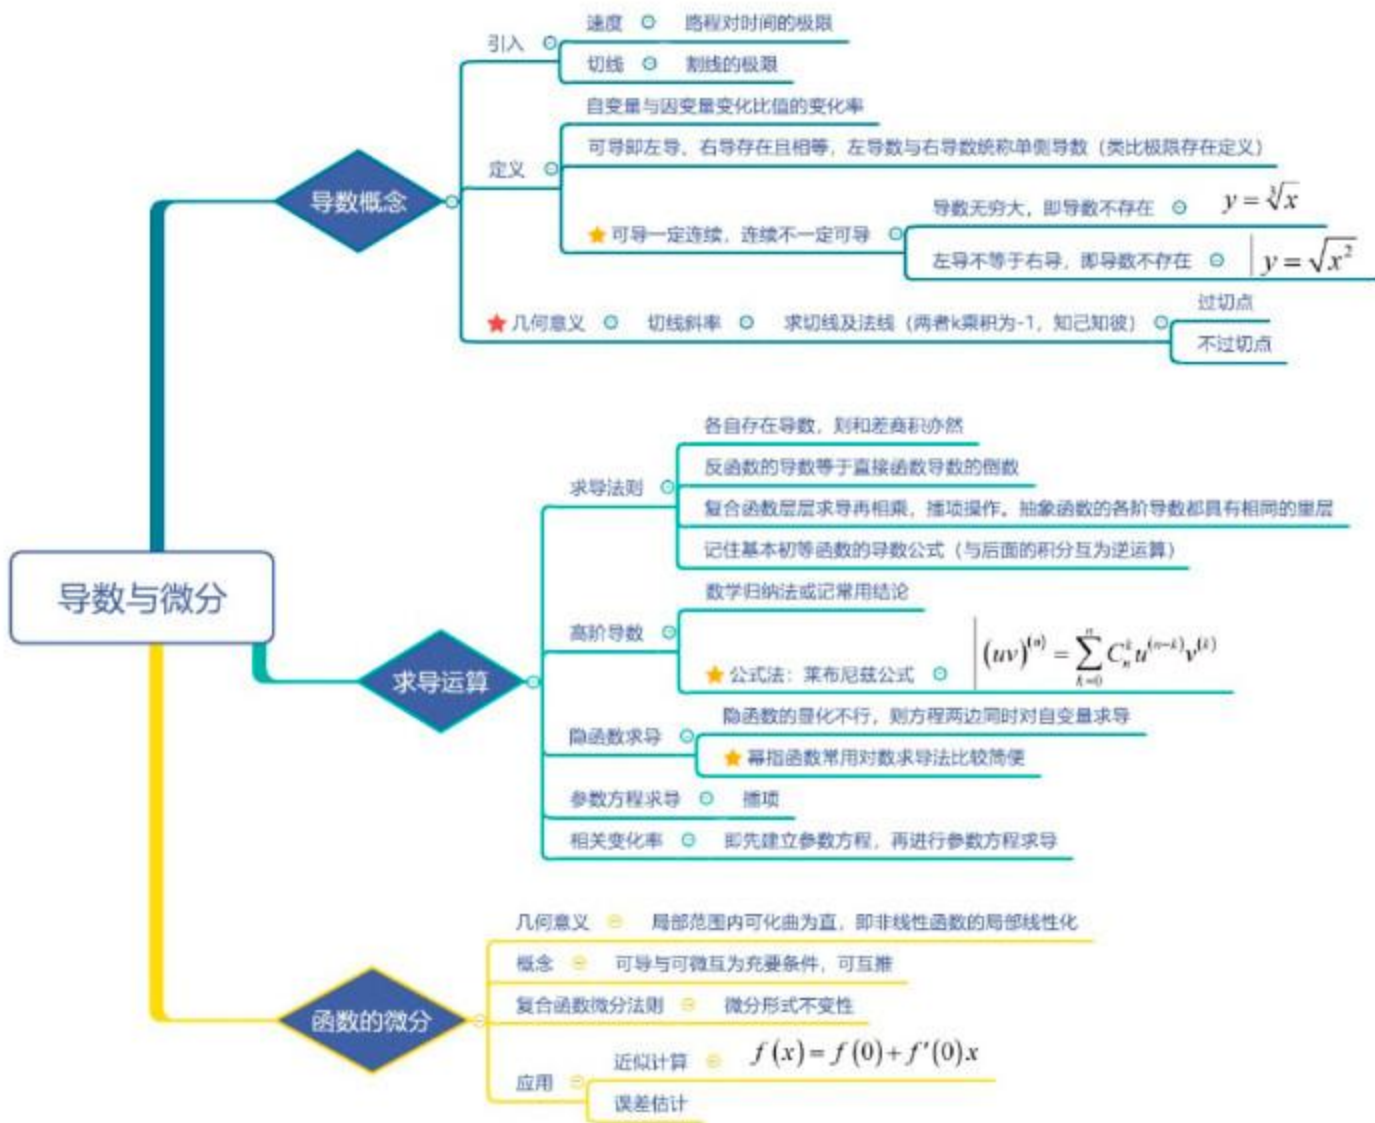 引入
速度
路程对时间的极限
切线
割线的极限
自变量与因变量变化比值的变化率
定义
可导即左导、右导存在且相等，左导数与右导数统称单侧导数（类比极限存在定义）
导数概念
可导一定连续，连续不一定可导
导数无穷大，即导数不存在
y = ∛x
左导不等于右导，即导数不存在
y = √x²
几何意义
切线斜率
求切线及法线（两者k乘积为-1，知己知彼）
过切点
不过切点
导数与微分
各自存在导数，则和差商积亦然
求导法则
反函数的导数等于直接函数导数的倒数
复合函数层层求导再相乘，插项操作。抽象函数的各阶导数都具有相同的里层
记住基本初等函数的导数公式（与后面的积分互为逆运算）
数学归纳法或记常用结论
高阶导数
公式法：莱布尼兹公式
(uv)^(n) = ∑_{k=0}^{n} C_n^k u^(n-k) v^(k)
求导运算
隐函数的显化不行，则方程两边同时对自变量求导
隐函数求导
幂指函数常用对数求导法比较简便
参数方程求导
插项
相关变化率
即先建立参数方程，再进行参数方程求导
几何意义
局部范围内可化曲为直，即非线性函数的局部线性化
概念
可导与可微互为充要条件，可互推
函数的微分
复合函数微分法则
微分形式不变性
应用
近似计算
f(x) = f(0) + f'(0)x
误差估计